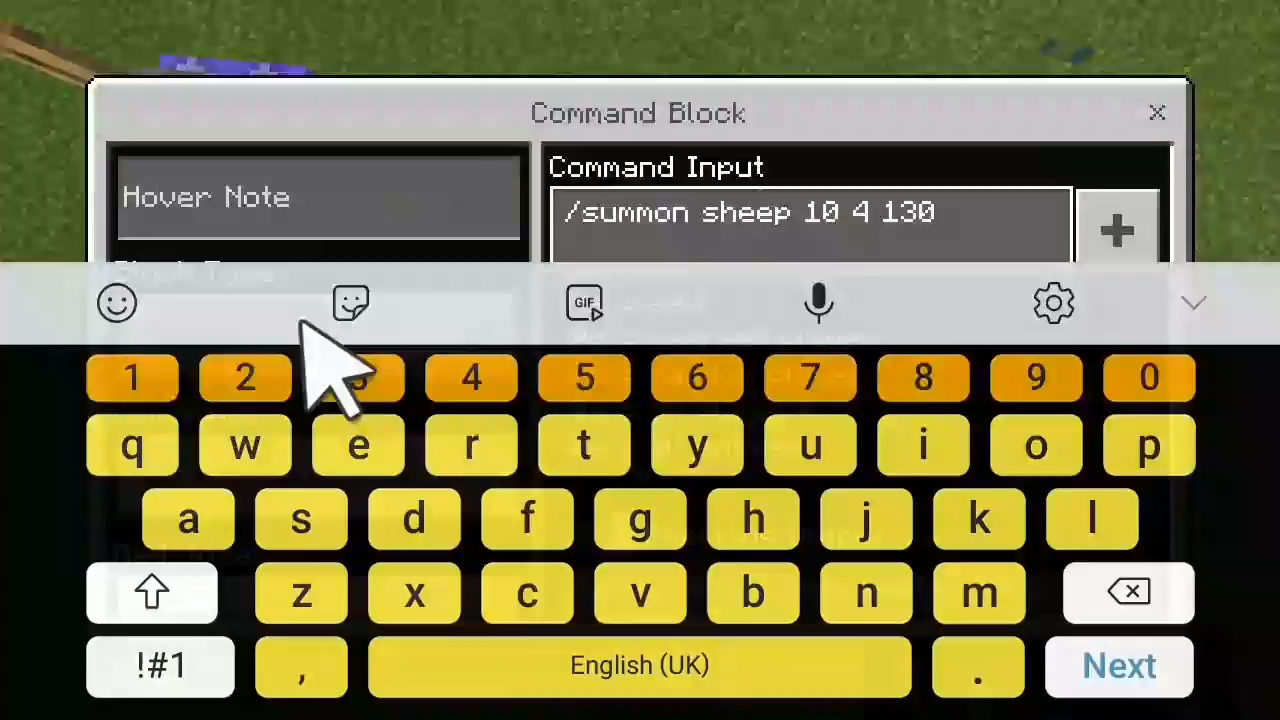 Command Block
Hover Note
Command Input
/summon sheep 10 4 130
GIF
1 2 3 4 5 6 7 8 9 0
q w e r t y u i o p
a s d f g h j k l
z x c v b n m
!#1 , English (UK) . Next